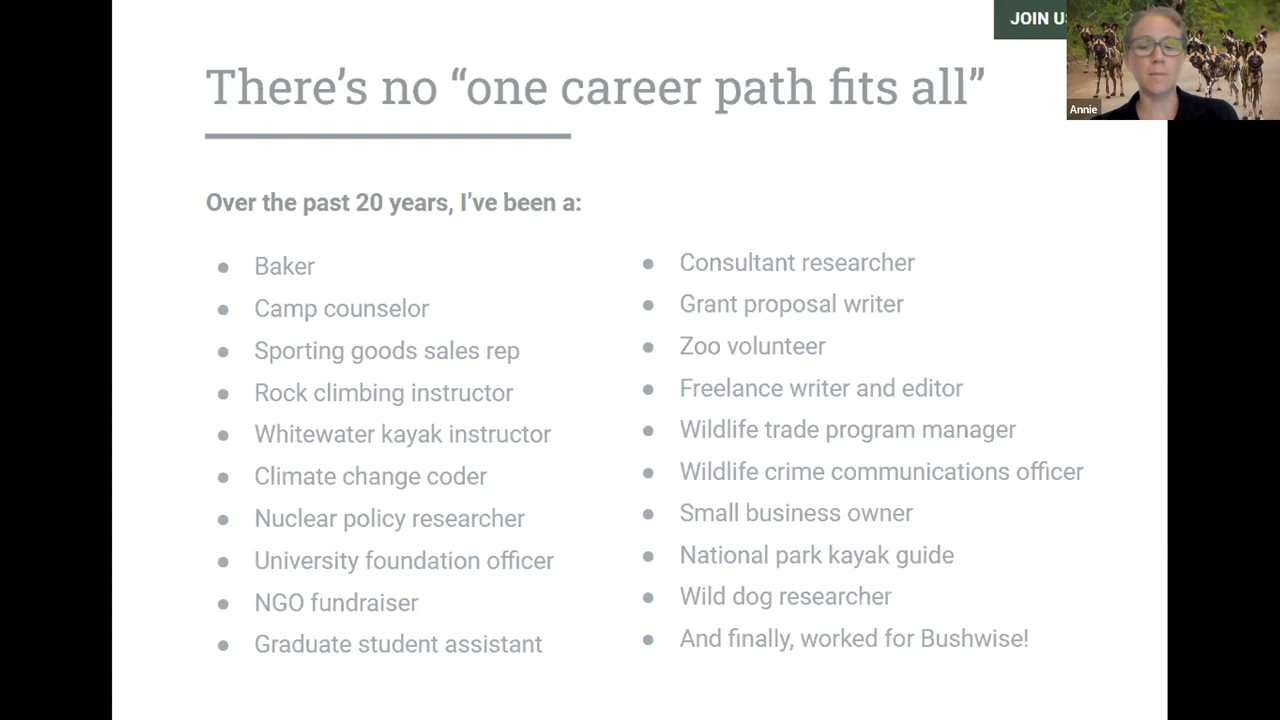 JOIN US
There's no “one career path fits all”
Annie
Over the past 20 years, I've been a:
● Baker
● Camp counselor
● Sporting goods sales rep
● Rock climbing instructor
● Whitewater kayak instructor
● Climate change coder
● Nuclear policy researcher
● University foundation officer
● NGO fundraiser
● Graduate student assistant
● Consultant researcher
● Grant proposal writer
● Zoo volunteer
● Freelance writer and editor
● Wildlife trade program manager
● Wildlife crime communications officer
● Small business owner
● National park kayak guide
● Wild dog researcher
● And finally, worked for Bushwise!